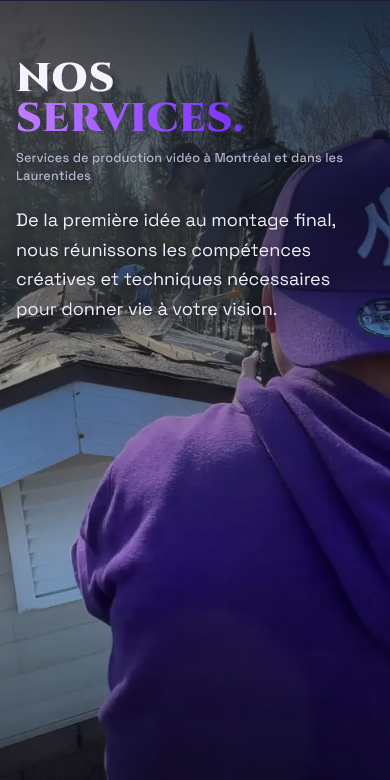 NOS
SERVICES.
Services de production vidéo à Montréal et dans les
Laurentides
De la première idée au montage final,
nous réunissons les compétences
créatives et techniques nécessaires
pour donner vie à votre vision.